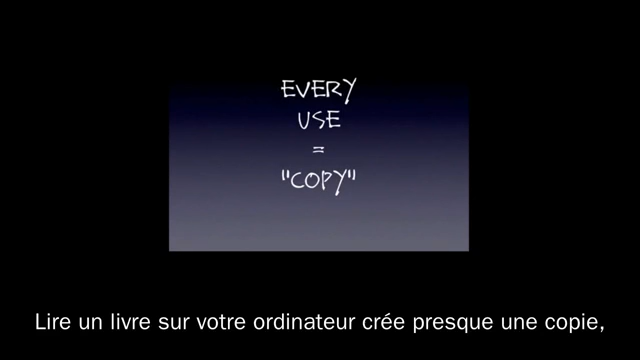 EVERY
USE
=
"COPY"
Lire un livre sur votre ordinateur crée presque une copie,